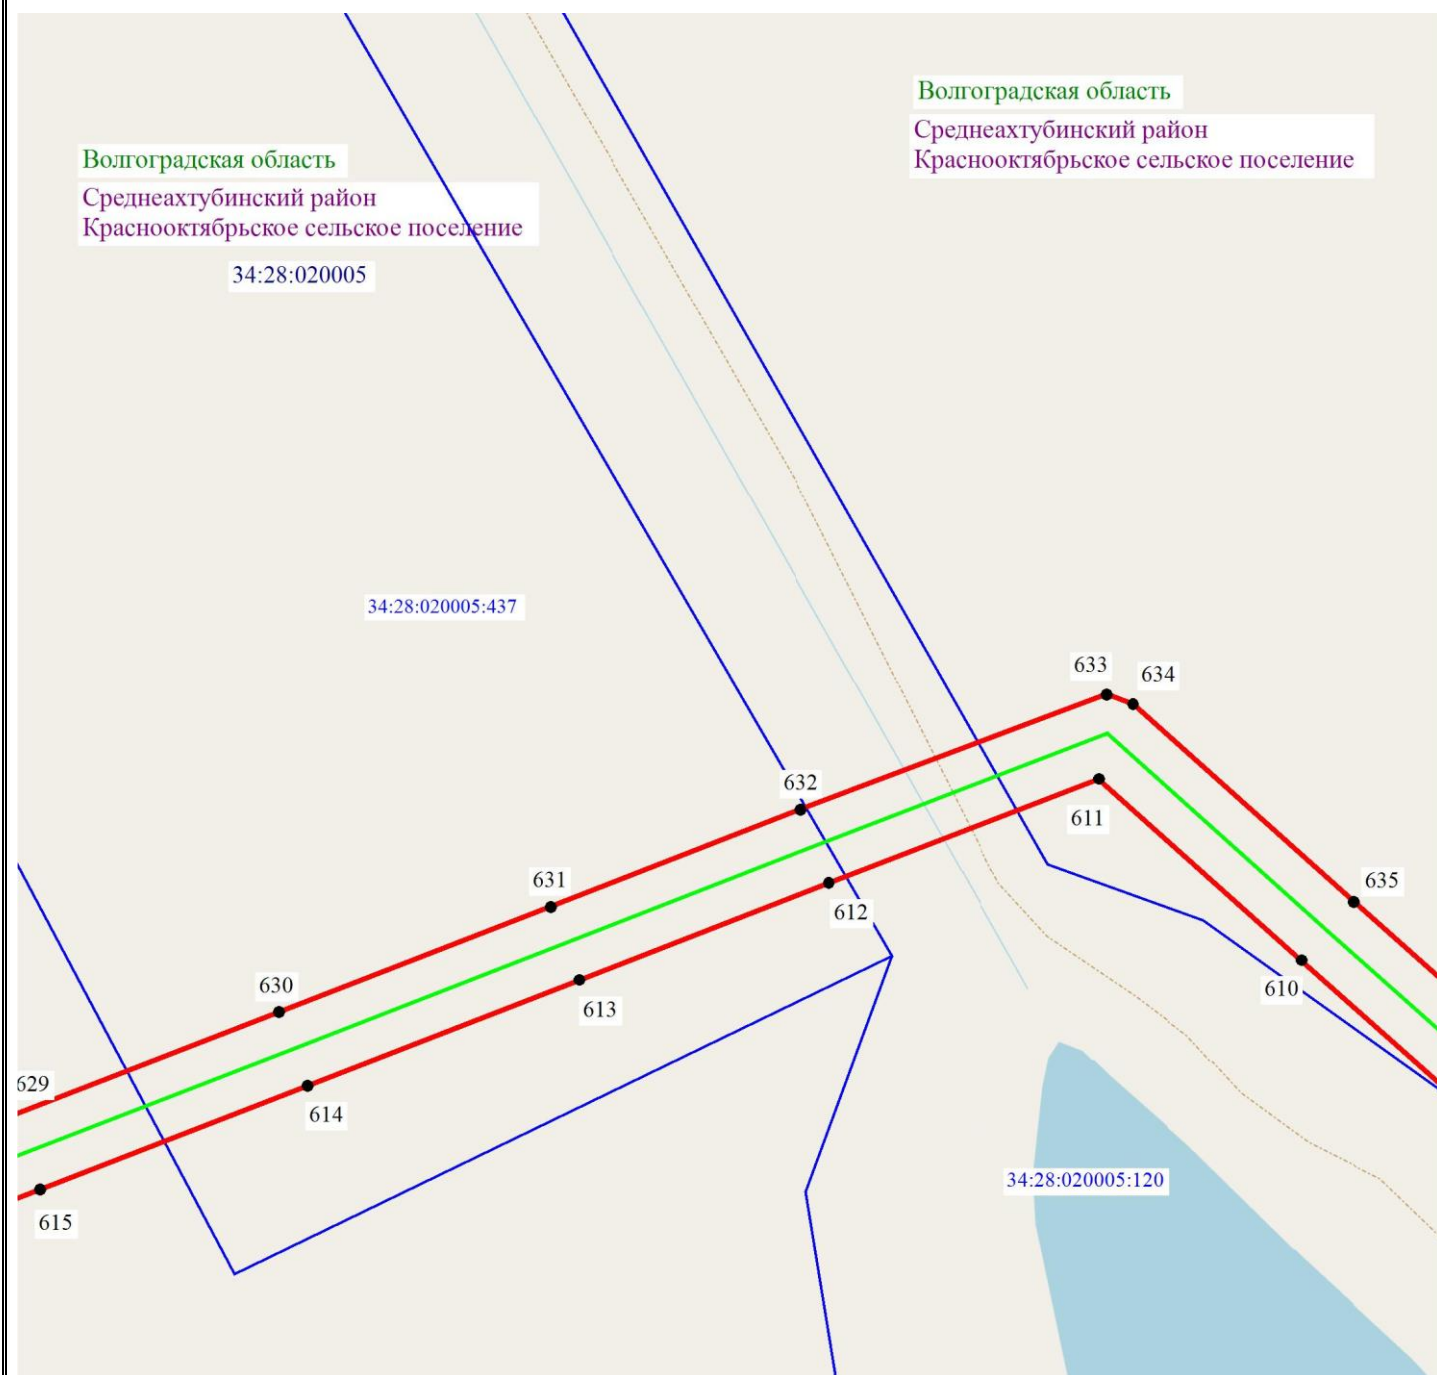 Волгоградская область
Среднеахтубинский район
Краснооктябрьское сельское поселение
Волгоградская область
Среднеахтубинский район
Краснооктябрьское сельское поселение
34:28:020005
34:28:020005:437
633
634
632
611
631
635
612
630
610
613
629
614
34:28:020005:120
615